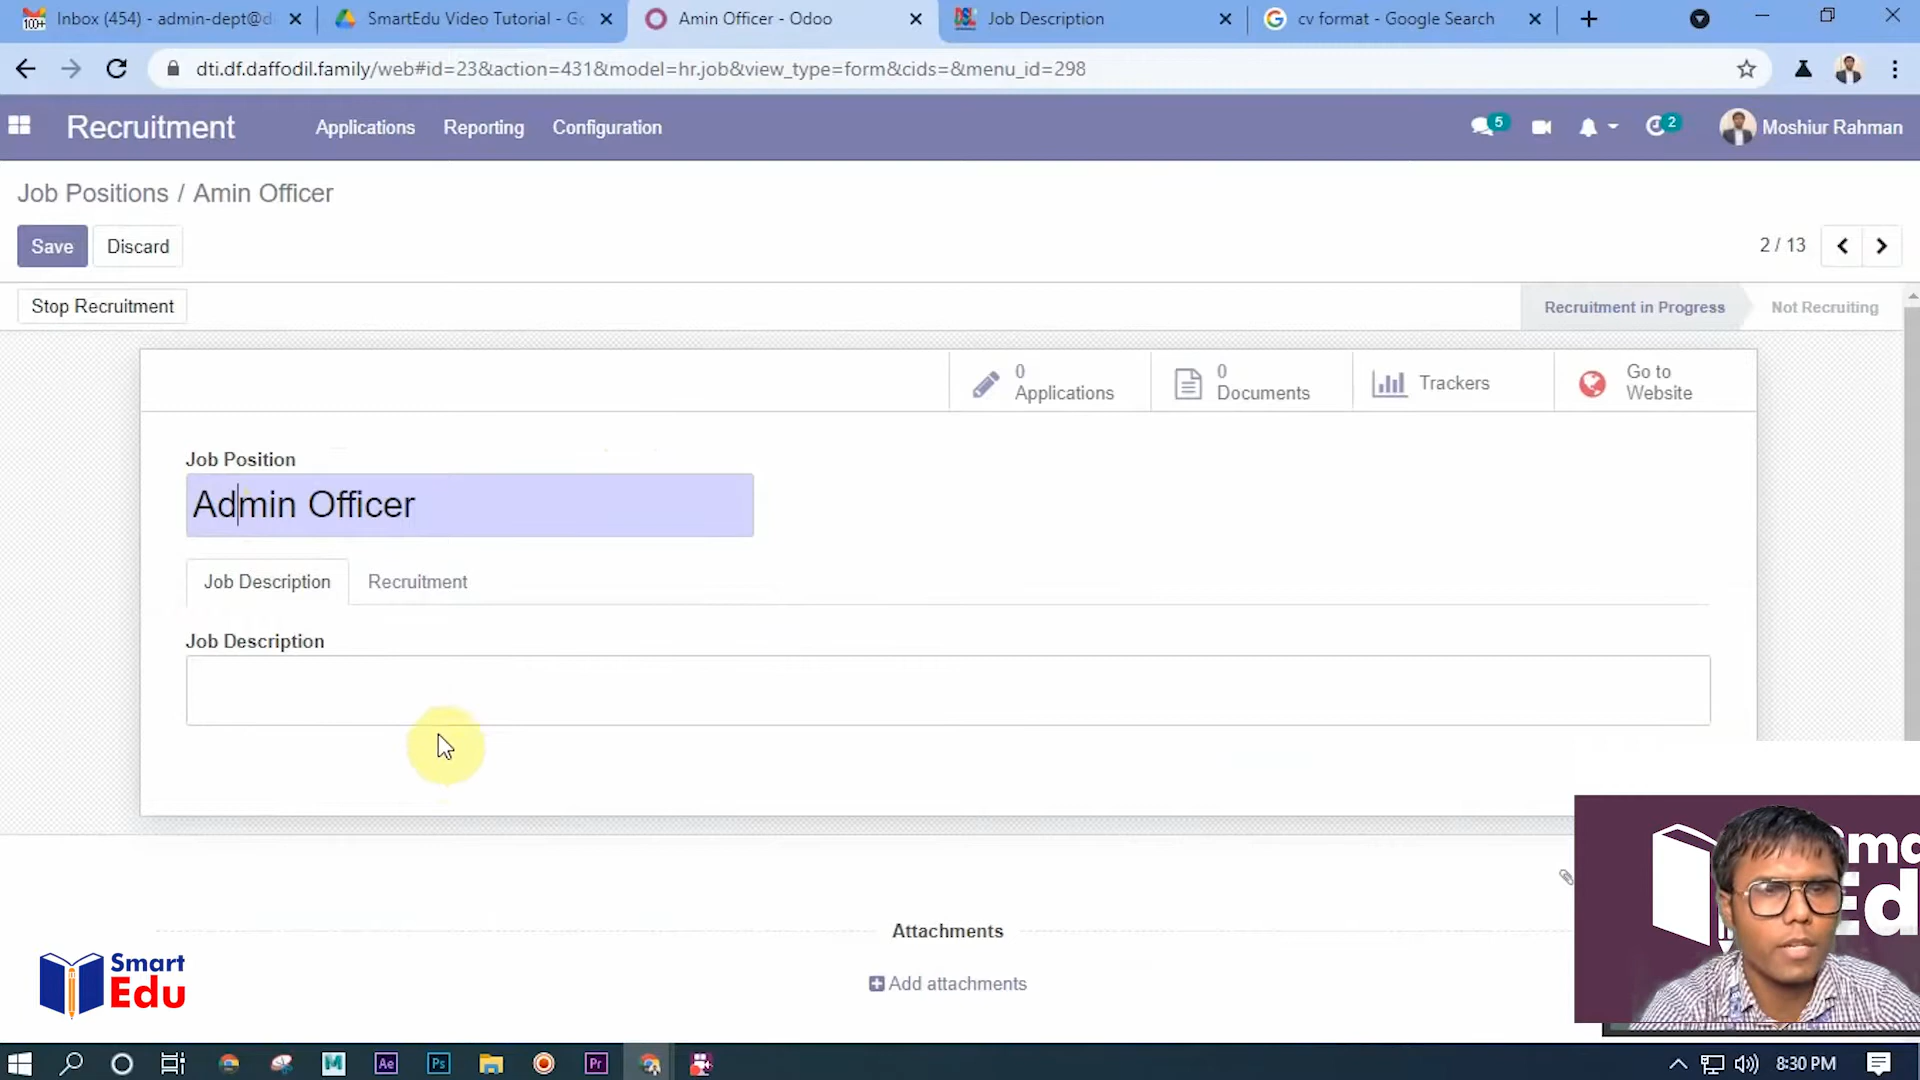 Inbox (454) - admin-dept@d
SmartEdu Video Tutorial - Go
Amin Officer - Odoo
Job Description
cv format - Google Search
dti.df.daffodil.family/web#id=23&action=431&model=hr.job&view_type=form&cids=&menu_id=298
Recruitment
Applications
Reporting
Configuration
5
2
Moshiur Rahman
Job Positions / Amin Officer
Save
Discard
2 / 13
Stop Recruitment
Recruitment in Progress
Not Recruiting
0
Applications
0
Documents
Trackers
Go to
Website
Job Position
Admin Officer
Job Description
Recruitment
Job Description
Attachments
Add attachments
Smart
Edu
8:30 PM